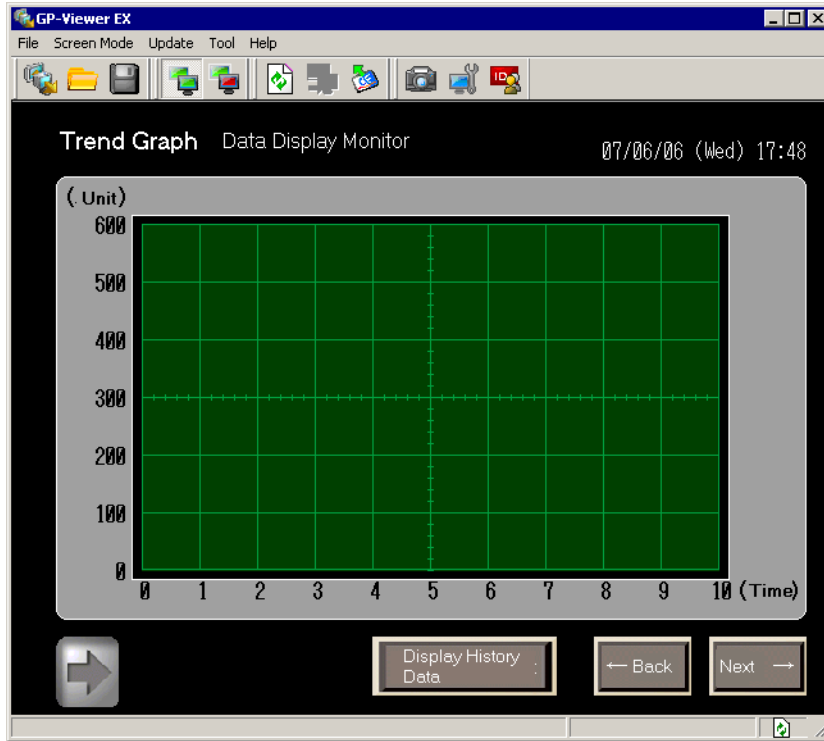 GP-Viewer EX
File Screen Mode Update Tool Help
ID
Trend Graph Data Display Monitor
07/06/06 (Wed) 17:48
(. Unit)
600
500
400
300
200
100
0
0 1 2 3 4 5 6 7 8 9 10 (Time)
Display History :
Data
← Back
Next →